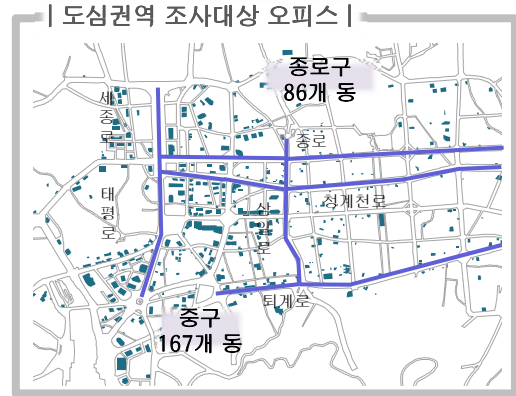 | 도심권역 조사대상 오피스 |
종로구
86개 동
세종로
종로
태평로
삼일로
청계천로
퇴계로
중구
167개 동